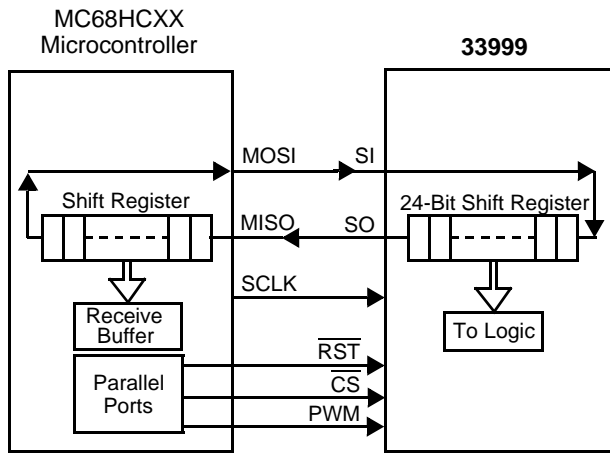 MC68HCXX
Microcontroller
33999
MOSI
SI
Shift Register
24-Bit Shift Register
MISO
SO
SCLK
Receive
Buffer
To Logic
Parallel
Ports
RST
CS
PWM